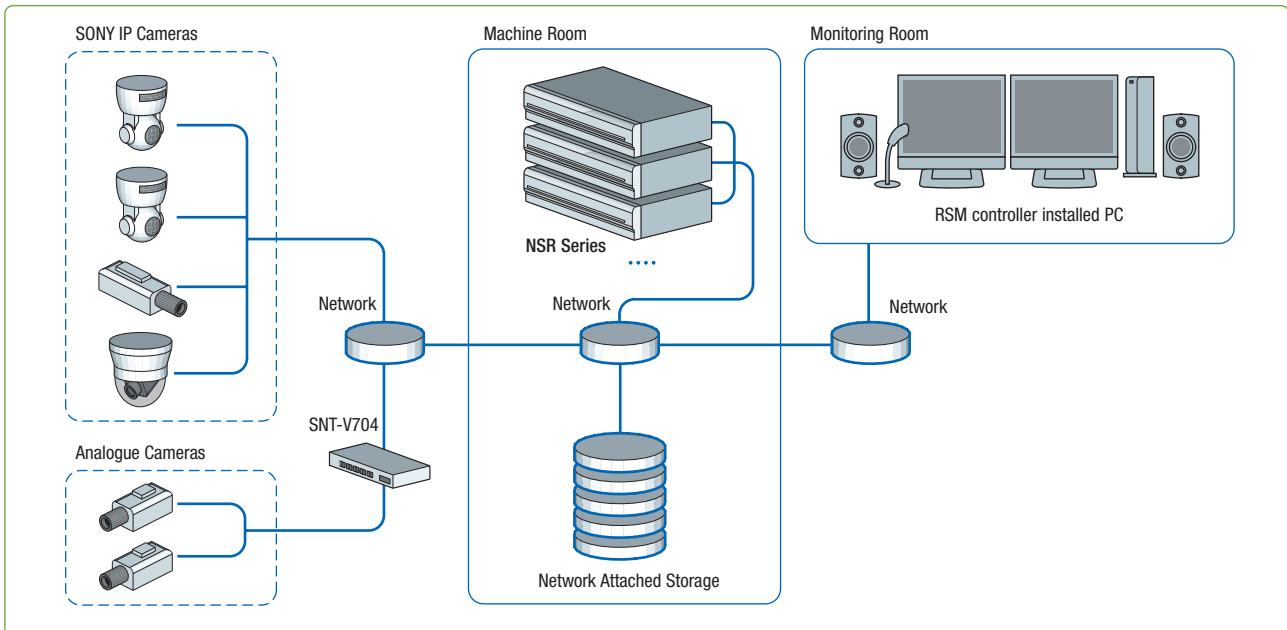 SONY IP Cameras
Machine Room
Monitoring Room
RSM controller installed PC
NSR Series
....
Network
Network
Network
SNT-V704
Analogue Cameras
Network Attached Storage